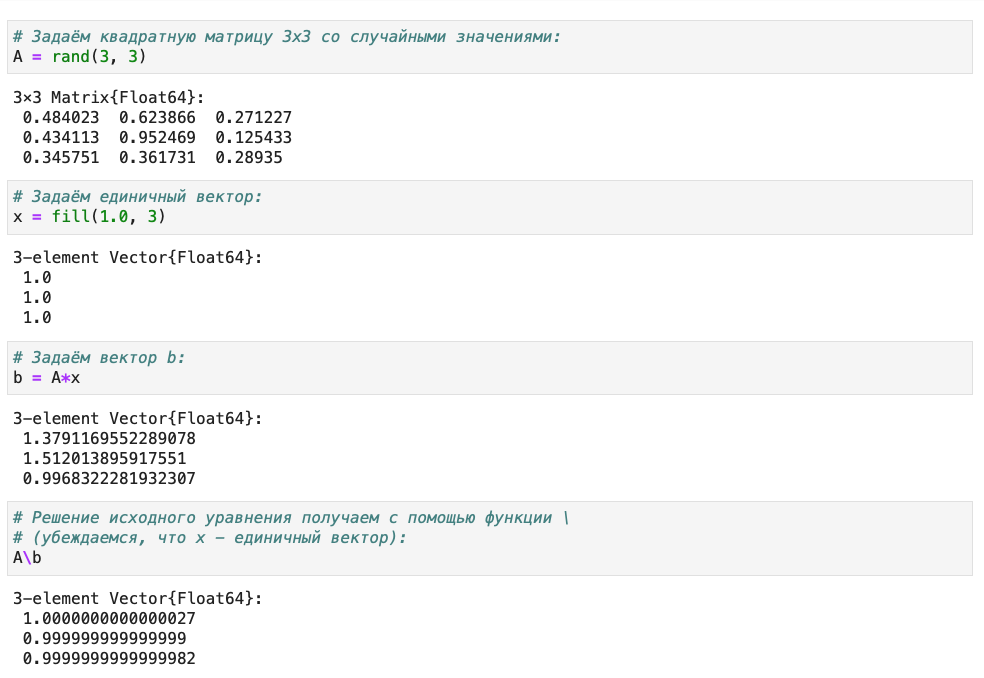 # Задаём квадратную матрицу 3x3 со случайными значениями:
A = rand(3, 3)
3×3 Matrix{Float64}:
 0.484023  0.623866  0.271227
 0.434113  0.952469  0.125433
 0.345751  0.361731  0.28935
# Задаём единичный вектор:
x = fill(1.0, 3)
3-element Vector{Float64}:
 1.0
 1.0
 1.0
# Задаём вектор b:
b = A*x
3-element Vector{Float64}:
 1.3791169552289078
 1.512013895917551
 0.9968322281932307
# Решение исходного уравнения получаем с помощью функции \
# (убеждаемся, что x - единичный вектор):
A\b
3-element Vector{Float64}:
 1.0000000000000027
 0.999999999999999
 0.9999999999999982